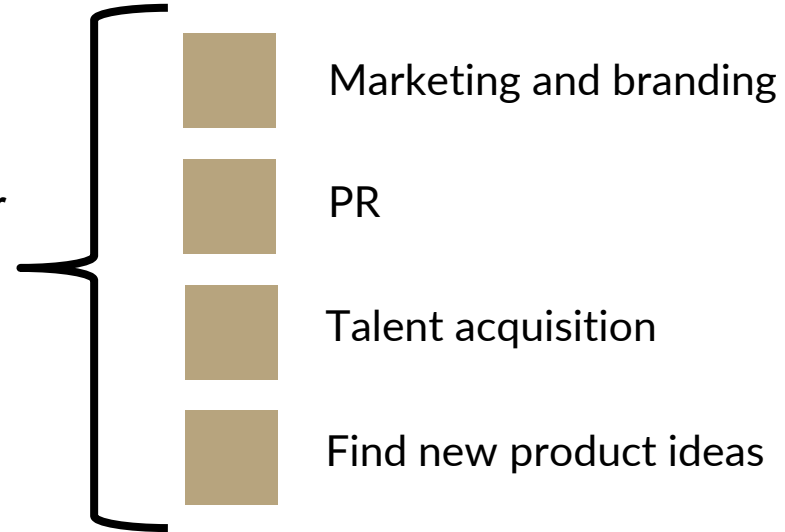 Marketing and branding
PR
Talent acquisition
Find new product ideas